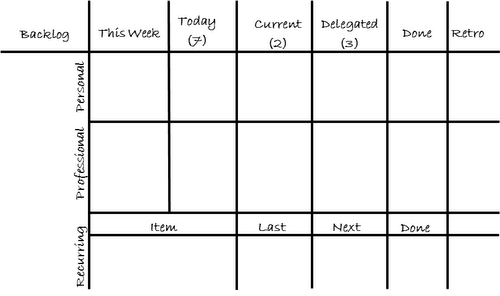 Backlog
This Week
Today
(7)
Current
(2)
Delegated
(3)
Done
Retro
Personal
Professional
Recurring
Item
Last
Next
Done